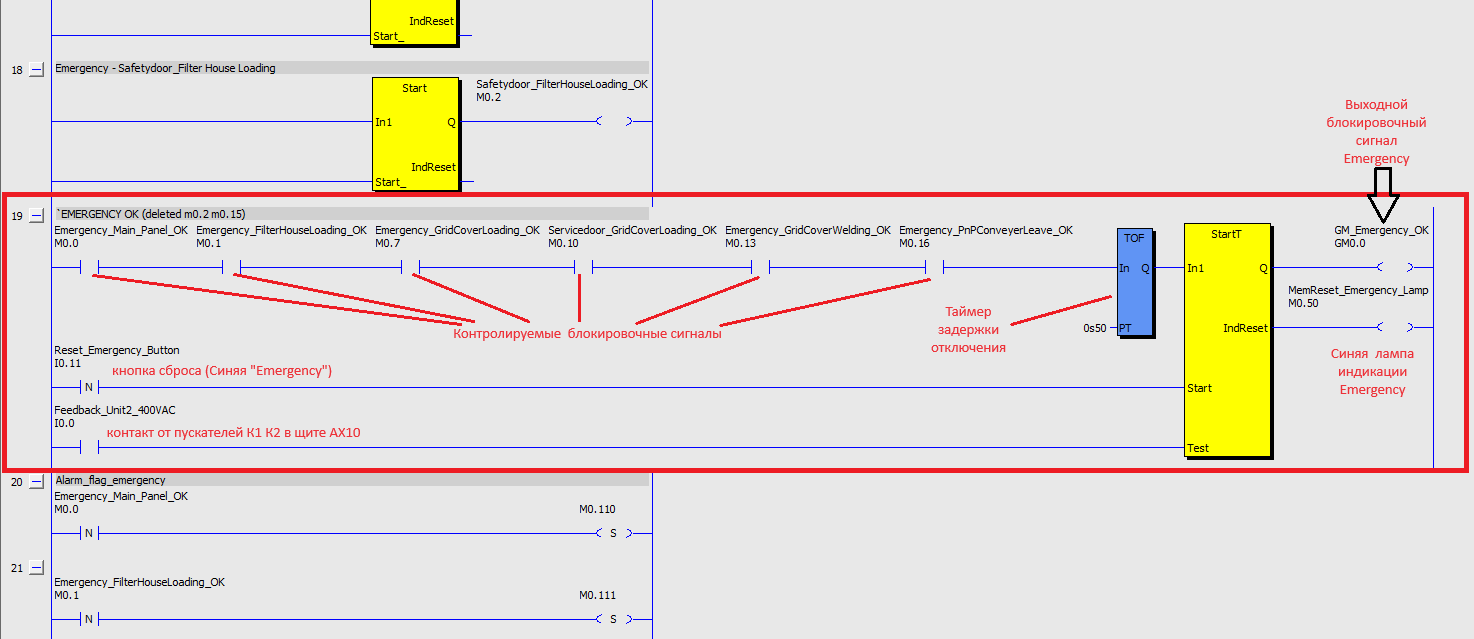 IndReset
Start_
18
Emergency - Safetydoor_Filter House Loading
Start
Safetydoor_FilterHouseLoading_OK
M0.2
In1 Q
IndReset
Start_
Выходной
блокировочный
сигнал
Emergency
19
`EMERGENCY OK (deleted m0.2 m0.15)
Emergency_Main_Panel_OK Emergency_FilterHouseLoading_OK Emergency_GridCoverLoading_OK Servicedoor_GridCoverLoading_OK Emergency_GridCoverWelding_OK Emergency_PnPConveyerLeave_OK
M0.0 M0.1 M0.7 M0.10 M0.13 M0.16
TOF
StartT
GM_Emergency_OK
GM0.0
In Q In1 Q
MemReset_Emergency_Lamp
M0.50
0s50 PT IndReset
Контролируемые блокировочные сигналы
Таймер
задержки
отключения
Синяя лампа
индикации
Emergency
Reset_Emergency_Button
I0.11
кнопка сброса (Синяя "Emergency")
N Start
Feedback_Unit2_400VAC
I0.0
контакт от пускателей К1 К2 в щите АХ10
Test
20
Alarm_flag_emergency
Emergency_Main_Panel_OK
M0.0 M0.110
N S
21
Emergency_FilterHouseLoading_OK
M0.1 M0.111
N S